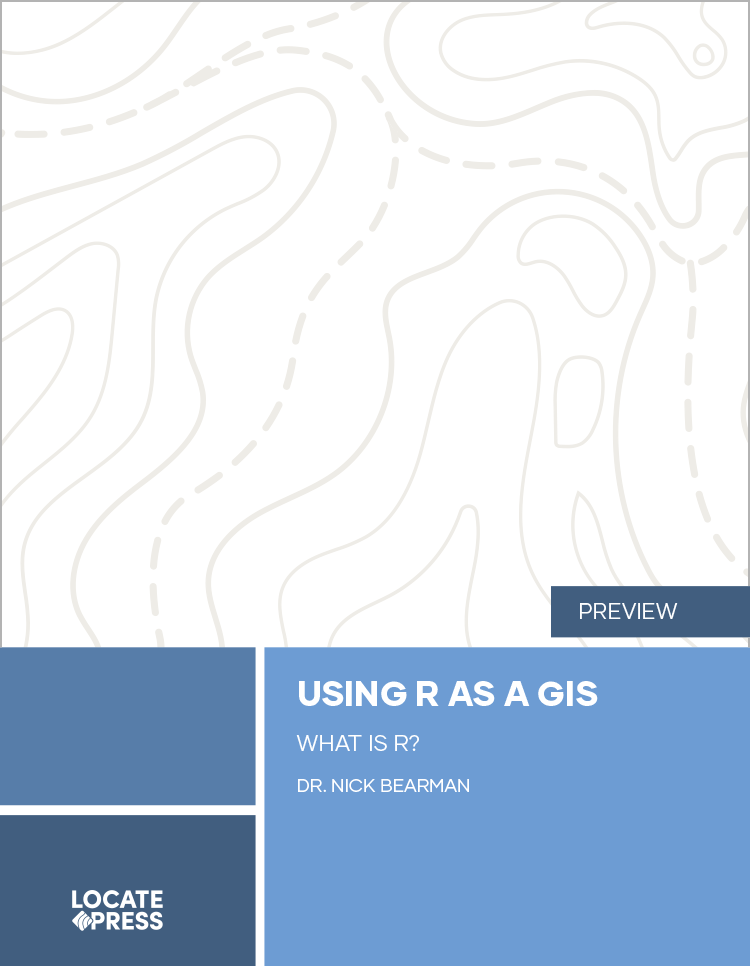 PREVIEW
USING R AS A GIS
WHAT IS R?
DR. NICK BEARMAN
LOCATE
PRESS